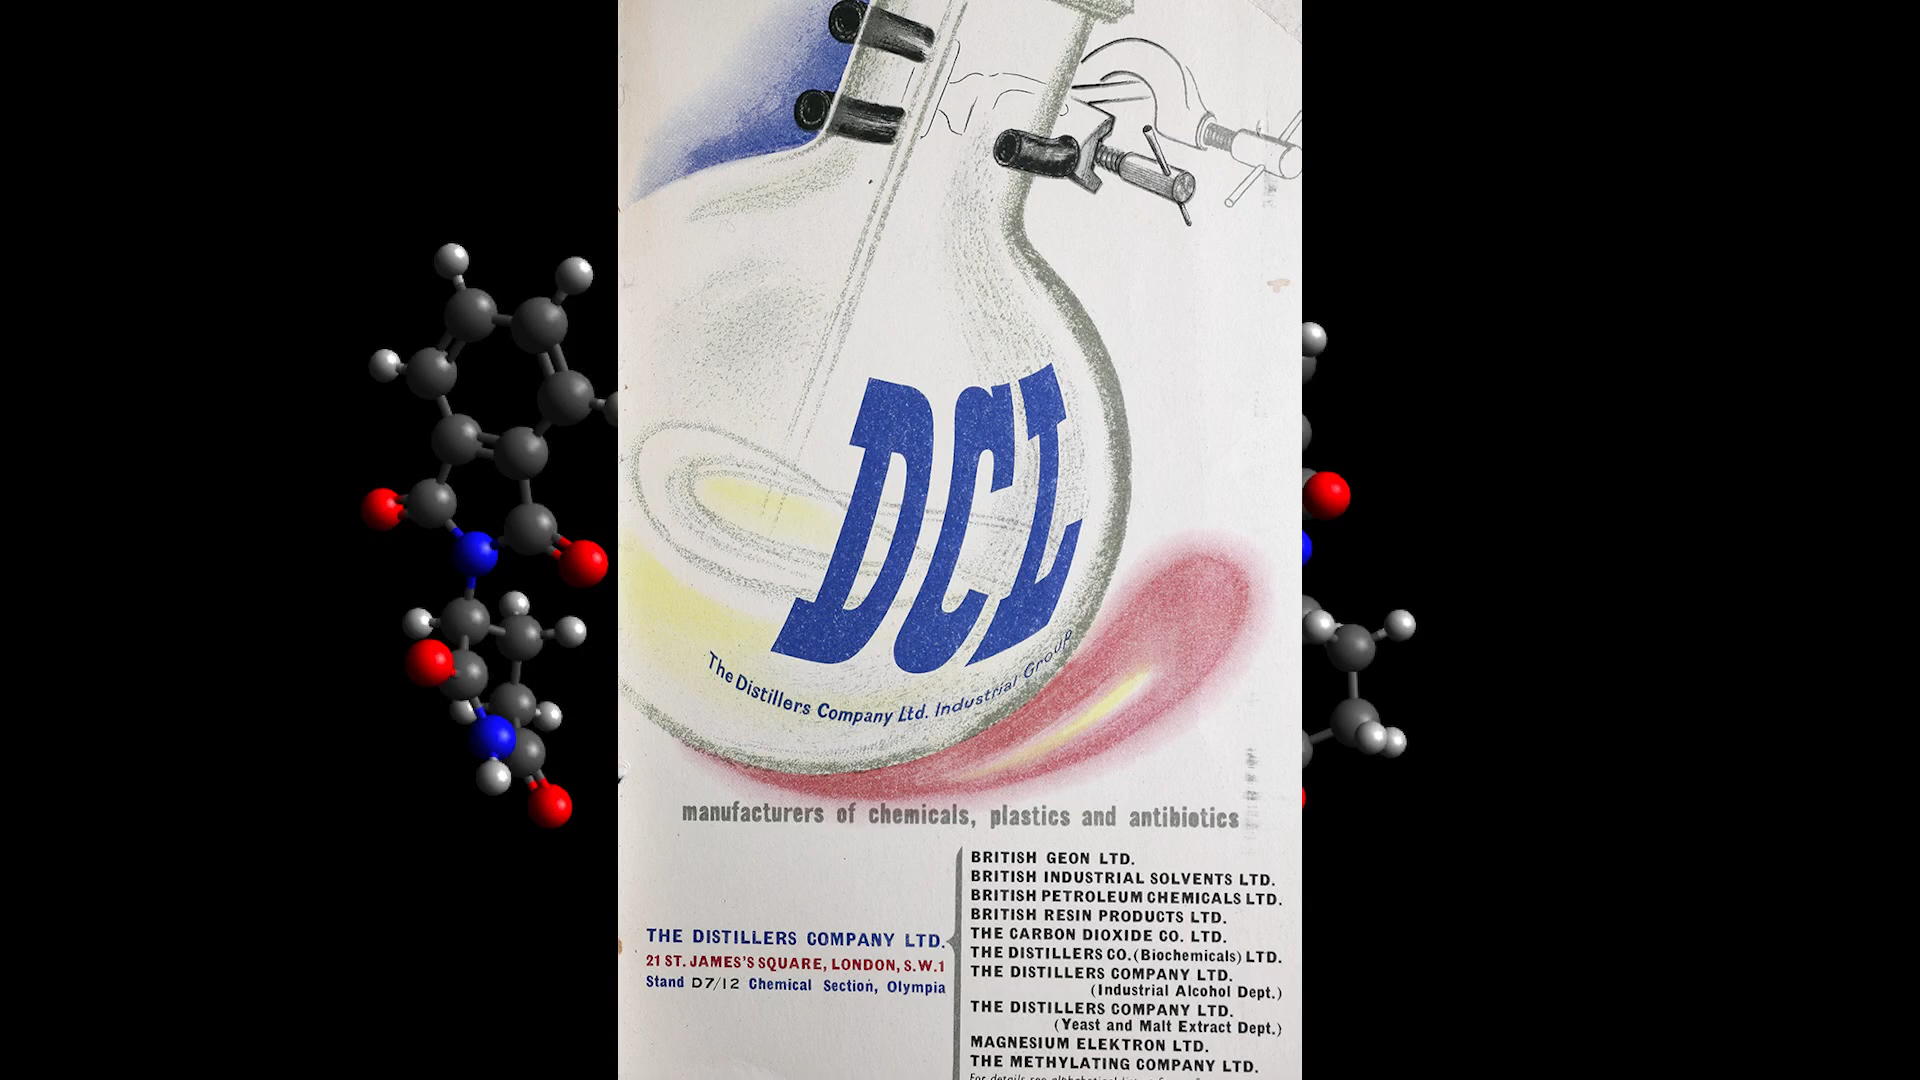 DCL
The Distillers Company Ltd. Industrial Group
manufacturers of chemicals, plastics and antibiotics
THE DISTILLERS COMPANY LTD.
21 ST. JAMES'S SQUARE, LONDON, S.W.1
Stand D7/12 Chemical Section, Olympia
BRITISH GEON LTD.
BRITISH INDUSTRIAL SOLVENTS LTD.
BRITISH PETROLEUM CHEMICALS LTD.
BRITISH RESIN PRODUCTS LTD.
THE CARBON DIOXIDE CO. LTD.
THE DISTILLERS CO. (Biochemicals) LTD.
THE DISTILLERS COMPANY LTD.
(Industrial Alcohol Dept.)
THE DISTILLERS COMPANY LTD.
(Yeast and Malt Extract Dept.)
MAGNESIUM ELEKTRON LTD.
THE METHYLATING COMPANY LTD.
For details see alphabetical